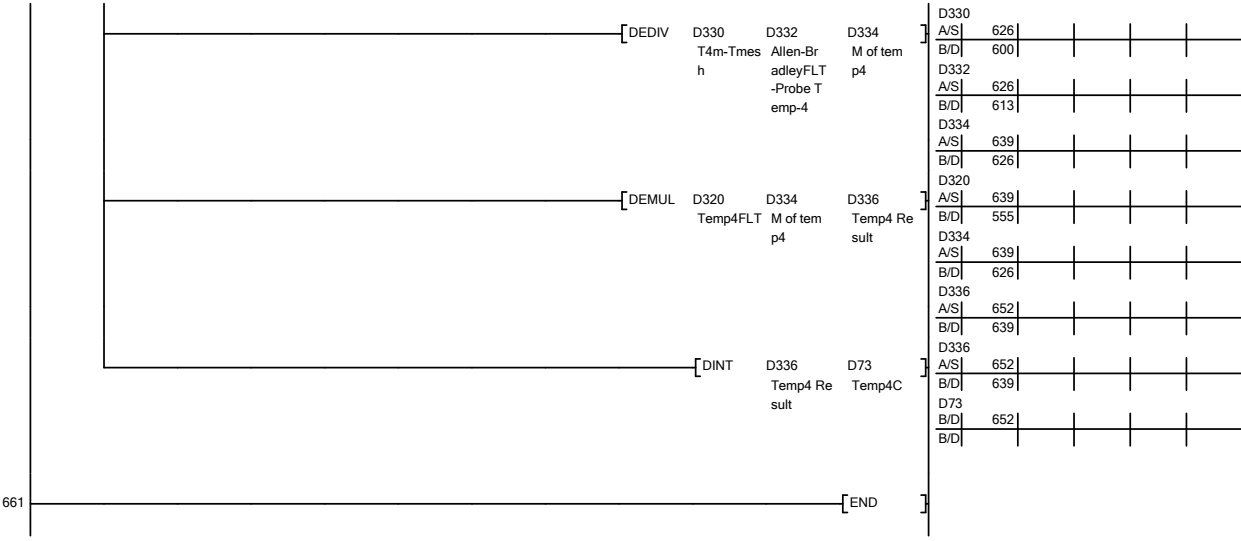 DEDIV D330 D332 D334
T4m-Tmes Allen-Br M of tem
h adleyFLT p4
-Probe T
emp-4
D330
A/S 626
B/D 600
D332
A/S 626
B/D 613
D334
A/S 639
B/D 626
DEMUL D320 D334 D336
Temp4FLT M of tem Temp4 Re
p4 sult
D320
A/S 639
B/D 555
D334
A/S 639
B/D 626
D336
A/S 652
B/D 639
DINT D336 D73
Temp4 Re Temp4C
sult
D336
A/S 652
B/D 639
D73
B/D 652
B/D
661 END